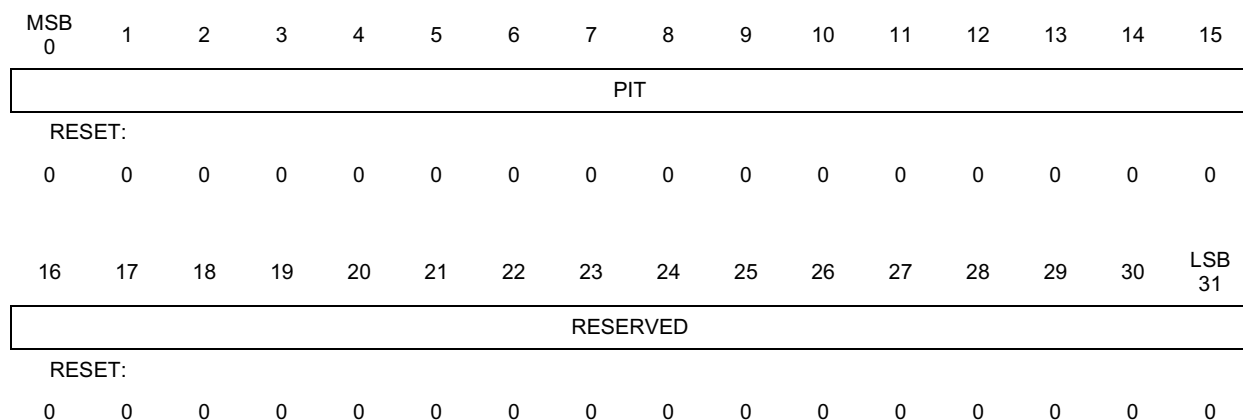 MSB
0 1 2 3 4 5 6 7 8 9 10 11 12 13 14 15
PIT
RESET:
0 0 0 0 0 0 0 0 0 0 0 0 0 0 0 0
16 17 18 19 20 21 22 23 24 25 26 27 28 29 30 LSB
31
RESERVED
RESET:
0 0 0 0 0 0 0 0 0 0 0 0 0 0 0 0